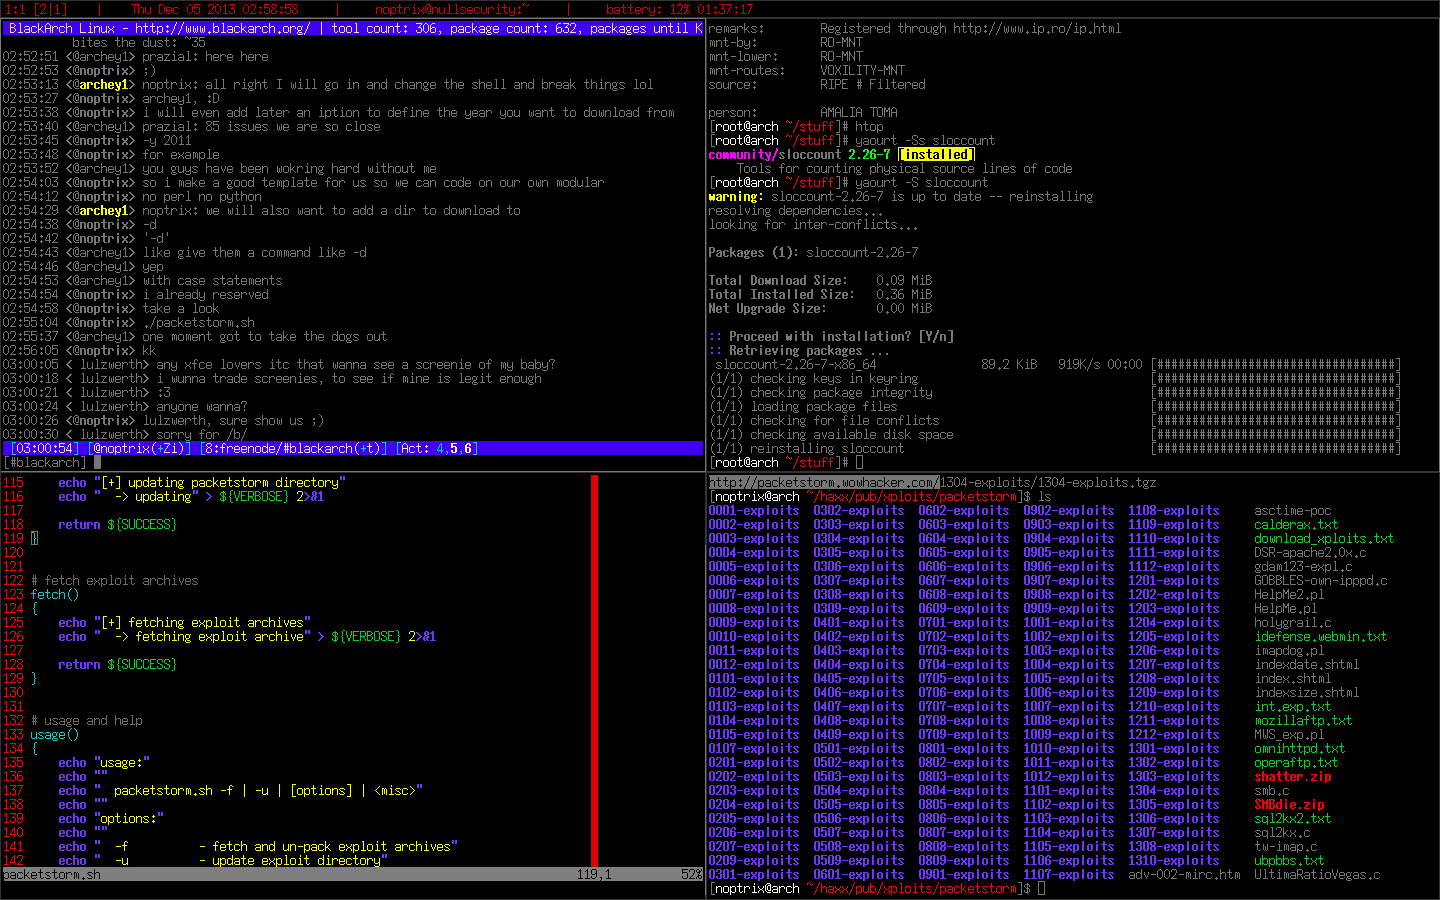 1:1 [2|1]    |    Thu Dec 05 2013 02:58:58    |    noptrix@nullsecurity:~    |    battery: 12% 01:37:17
BlackArch Linux - http://www.blackarch.org/ | tool count: 306, package count: 632, packages until K
bites the dust: ~35
02:52:51 <@archey1> prazial: here here
02:52:53 <@noptrix> ;)
02:53:13 <@archey1> noptrix: all right I will go in and change the shell and break things lol
02:53:27 <@noptrix> archey1, :D
02:53:38 <@noptrix> i will even add later an iption to define the year you want to download from
02:53:40 <@archey1> prazial: 85 issues we are so close
02:53:45 <@noptrix> -y 2011
02:53:48 <@noptrix> for example
02:53:52 <@archey1> you guys have been wokring hard without me
02:54:03 <@noptrix> so i make a good template for us so we can code on our own modular
02:54:12 <@noptrix> no perl no python
02:54:29 <@archey1> noptrix: we will also want to add a dir to download to
02:54:38 <@noptrix> -d
02:54:42 <@noptrix> '-d'
02:54:43 <@archey1> like give them a command like -d
02:54:46 <@archey1> yep
02:54:53 <@archey1> with case statements
02:54:54 <@noptrix> i already reserved
02:54:58 <@noptrix> take a look
02:55:04 <@noptrix> ./packetstorm.sh
02:55:37 <@archey1> one moment got to take the dogs out
02:56:05 <@noptrix> kk
03:00:05 < lulzwerth> any xfce lovers itc that wanna see a screenie of my baby?
03:00:18 < lulzwerth> i wunna trade screenies, to see if mine is legit enough
03:00:21 < lulzwerth> :3
03:00:24 < lulzwerth> anyone wanna?
03:00:26 <@noptrix> lulzwerth, sure show us ;)
03:00:30 < lulzwerth> sorry for /b/
[03:00:54] [@noptrix(+Zi)] [8:freenode/#blackarch(+t)] [Act: 4,5,6]
[#blackarch]
remarks:        Registered through http://www.ip.ro/ip.html
mnt-by:         RO-MNT
mnt-lower:      RO-MNT
mnt-routes:     VOXILITY-MNT
source:         RIPE # Filtered
person:         AMALIA TOMA
[root@arch ~/stuff]# htop
[root@arch ~/stuff]# yaourt -Ss sloccount
community/sloccount 2.26-7 [installed]
Tools for counting physical source lines of code
[root@arch ~/stuff]# yaourt -S sloccount
warning: sloccount-2.26-7 is up to date -- reinstalling
resolving dependencies...
looking for inter-conflicts...
Packages (1): sloccount-2.26-7
Total Download Size:    0.09 MiB
Total Installed Size:   0.36 MiB
Net Upgrade Size:       0.00 MiB
:: Proceed with installation? [Y/n]
:: Retrieving packages ...
sloccount-2.26-7-x86_64    89.2 KiB   919K/s 00:00 [##################################]
(1/1) checking keys in keyring    [##################################]
(1/1) checking package integrity    [##################################]
(1/1) loading package files    [##################################]
(1/1) checking for file conflicts    [##################################]
(1/1) checking available disk space    [##################################]
(1/1) reinstalling sloccount    [##################################]
[root@arch ~/stuff]#
115     echo "[+] updating packetstorm directory"
116     echo "  -> updating" > ${VERBOSE} 2>&1
117
118     return ${SUCCESS}
119 }
120
121
122 # fetch exploit archives
123 fetch()
124 {
125     echo "[+] fetching exploit archives"
126     echo "  -> fetching exploit archive" > ${VERBOSE} 2>&1
127
128     return ${SUCCESS}
129 }
130
131
132 # usage and help
133 usage()
134 {
135     echo "usage:"
136     echo ""
137     echo "  packetstorm.sh -f | -u | [options] | <misc>"
138     echo ""
139     echo "options:"
140     echo ""
141     echo "  -f          - fetch and un-pack exploit archives"
142     echo "  -u          - update exploit directory"
packetstorm.sh    119,1    52%
http://packetstorm.wowhacker.com/1304-exploits/1304-exploits.tgz
[noptrix@arch ~/haxx/pub/xploits/packetstorm]$ ls
0001-exploits  0302-exploits  0602-exploits  0902-exploits  1108-exploits     asctime-poc
0002-exploits  0303-exploits  0603-exploits  0903-exploits  1109-exploits     calderax.txt
0003-exploits  0304-exploits  0604-exploits  0904-exploits  1110-exploits     download_xploits.txt
0004-exploits  0305-exploits  0605-exploits  0905-exploits  1111-exploits     DSR-apache2.0x.c
0005-exploits  0306-exploits  0606-exploits  0906-exploits  1112-exploits     gdam123-expl.c
0006-exploits  0307-exploits  0607-exploits  0907-exploits  1201-exploits     GOBBLES-own-ipppd.c
0007-exploits  0308-exploits  0608-exploits  0908-exploits  1202-exploits     HelpMe2.pl
0008-exploits  0309-exploits  0609-exploits  0909-exploits  1203-exploits     HelpMe.pl
0009-exploits  0401-exploits  0701-exploits  1001-exploits  1204-exploits     holygrail.c
0010-exploits  0402-exploits  0702-exploits  1002-exploits  1205-exploits     idefense.webmin.txt
0011-exploits  0403-exploits  0703-exploits  1003-exploits  1206-exploits     imapdog.pl
0012-exploits  0404-exploits  0704-exploits  1004-exploits  1207-exploits     indexdate.shtml
0101-exploits  0405-exploits  0705-exploits  1005-exploits  1208-exploits     index.shtml
0102-exploits  0406-exploits  0706-exploits  1006-exploits  1209-exploits     indexsize.shtml
0103-exploits  0407-exploits  0707-exploits  1007-exploits  1210-exploits     int.exp.txt
0104-exploits  0408-exploits  0708-exploits  1008-exploits  1211-exploits     mozillaftp.txt
0105-exploits  0409-exploits  0709-exploits  1009-exploits  1212-exploits     MWS_exp.pl
0107-exploits  0501-exploits  0801-exploits  1010-exploits  1301-exploits     omnihttpd.txt
0201-exploits  0502-exploits  0802-exploits  1011-exploits  1302-exploits     operaftp.txt
0202-exploits  0503-exploits  0803-exploits  1012-exploits  1303-exploits     shatter.zip
0203-exploits  0504-exploits  0804-exploits  1101-exploits  1304-exploits     smb.c
0204-exploits  0505-exploits  0805-exploits  1102-exploits  1305-exploits     SMBdie.zip
0205-exploits  0506-exploits  0806-exploits  1103-exploits  1306-exploits     sql2kx2.txt
0206-exploits  0507-exploits  0807-exploits  1104-exploits  1307-exploits     sql2kx.c
0207-exploits  0508-exploits  0808-exploits  1105-exploits  1308-exploits     tw-imap.c
0209-exploits  0509-exploits  0809-exploits  1106-exploits  1310-exploits     ubpbbs.txt
0301-exploits  0601-exploits  0901-exploits  1107-exploits  adv-002-mirc.htm  UltimaRatioVegas.c
[noptrix@arch ~/haxx/pub/xploits/packetstorm]$